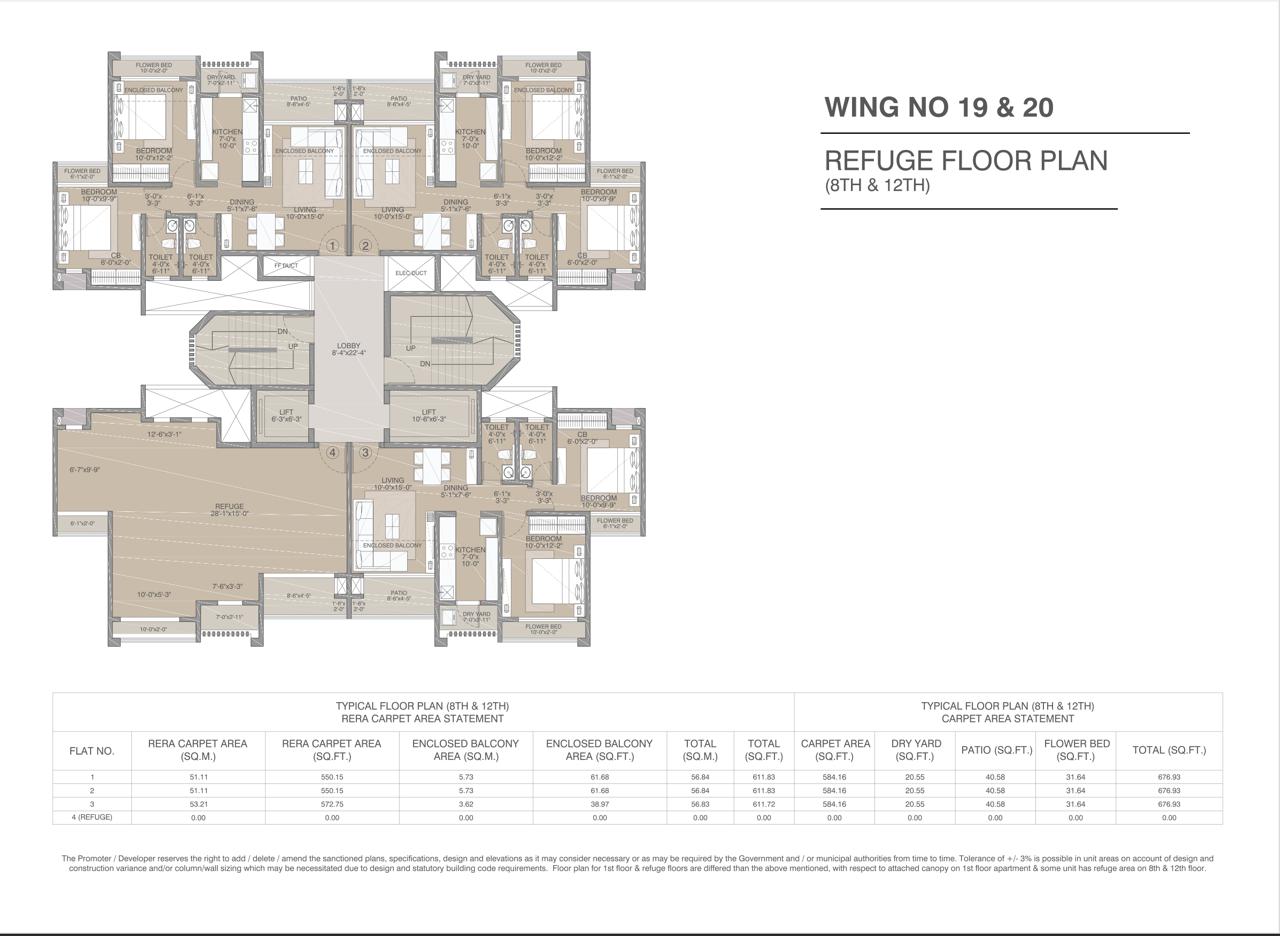 WING NO 19 & 20
REFUGE FLOOR PLAN
(8TH & 12TH)
FLOWER BED
10'-0"x2'-0"
ENCLOSED BALCONY
BEDROOM
10'-0"x12'-2"
DRY YARD
7'-0"x2'-11"
KITCHEN
7'-0"x
10'-0"
PATIO
8'-6"x4'-5"
1'-6"x
2'-0"
ENCLOSED BALCONY
LIVING
10'-0"x15'-0"
DINING
5'-1"x7'-6"
FLOWER BED
6'-1"x2'-0"
BEDROOM
10'-0"x9'-9"
3'-0"x
3'-3"
6'-1"x
3'-3"
CB
6'-0"x2'-0"
TOILET
4'-0"x
6'-11"
TOILET
4'-0"x
6'-11"
1
1'-6"x
2'-0"
PATIO
8'-6"x4'-5"
DRY YARD
7'-0"x2'-11"
FLOWER BED
10'-0"x2'-0"
ENCLOSED BALCONY
ENCLOSED BALCONY
KITCHEN
7'-0"x
10'-0"
BEDROOM
10'-0"x12'-2"
FLOWER BED
6'-1"x2'-0"
LIVING
10'-0"x15'-0"
DINING
5'-1"x7'-6"
6'-1"x
3'-3"
3'-0"x
3'-3"
BEDROOM
10'-0"x9'-9"
TOILET
4'-0"x
6'-11"
TOILET
4'-0"x
6'-11"
CB
6'-0"x2'-0"
2
FF DUCT
ELEC.DUCT
DN
UP
LOBBY
8'-4"x22'-4"
UP
DN
LIFT
6'-3"x6'-3"
LIFT
10'-6"x6'-3"
4
3
12'-6"x3'-1"
6'-7"x9'-9"
REFUGE
28'-1"x15'-0"
6'-1"x2'-0"
7'-6"x3'-3"
10'-0"x5'-3"
8'-6"x4'-5"
1'-6"x
2'-0"
7'-0"x2'-11"
10'-0"x2'-0"
TOILET
4'-0"x
6'-11"
TOILET
4'-0"x
6'-11"
CB
6'-0"x2'-0"
LIVING
10'-0"x15'-0"
DINING
5'-1"x7'-6"
6'-1"x
3'-3"
3'-0"x
3'-3"
BEDROOM
10'-0"x9'-9"
FLOWER BED
6'-1"x2'-0"
ENCLOSED BALCONY
KITCHEN
7'-0"x
10'-0"
BEDROOM
10'-0"x12'-2"
1'-6"x
2'-0"
PATIO
8'-6"x4'-5"
DRY YARD
7'-0"x2'-11"
FLOWER BED
10'-0"x2'-0"
TYPICAL FLOOR PLAN (8TH & 12TH)
RERA CARPET AREA STATEMENT
TYPICAL FLOOR PLAN (8TH & 12TH)
CARPET AREA STATEMENT
FLAT NO. RERA CARPET AREA (SQ.M.) RERA CARPET AREA (SQ.FT.) ENCLOSED BALCONY AREA (SQ.M.) ENCLOSED BALCONY AREA (SQ.FT.) TOTAL (SQ.M.) TOTAL (SQ.FT.) CARPET AREA (SQ.FT.) DRY YARD (SQ.FT.) PATIO (SQ.FT.) FLOWER BED (SQ.FT.) TOTAL (SQ.FT.)
1 51.11 550.15 5.73 61.68 56.84 611.83 584.16 20.55 40.58 31.64 676.93
2 51.11 550.15 5.73 61.68 56.84 611.83 584.16 20.55 40.58 31.64 676.93
3 53.21 572.75 3.62 38.97 56.83 611.72 584.16 20.55 40.58 31.64 676.93
4 (REFUGE) 0.00 0.00 0.00 0.00 0.00 0.00 0.00 0.00 0.00 0.00 0.00
The Promoter / Developer reserves the right to add / delete / amend the sanctioned plans, specifications, design and elevations as it may consider necessary or as may be required by the Government and / or municipal authorities from time to time. Tolerance of +/- 3% is possible in unit areas on account of design and
construction variance and/or column/wall sizing which may be necessitated due to design and statutory building code requirements. Floor plan for 1st floor & refuge floors are differed than the above mentioned, with respect to attached canopy on 1st floor apartment & some unit has refuge area on 8th & 12th floor.